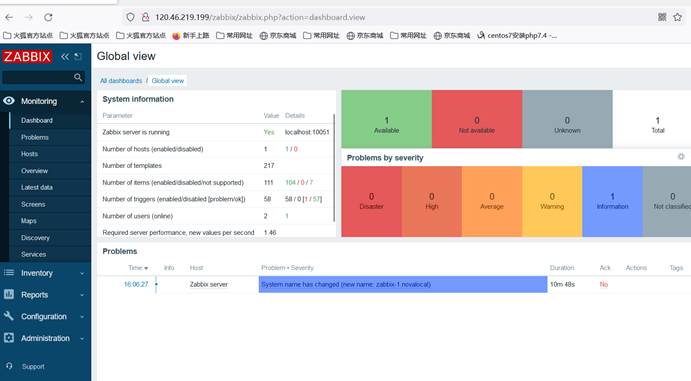 120.46.219.199/zabbix/zabbix.php?action=dashboard.view
火狐官方站点 火狐官方站点 火狐官方站点 新手上路 常用网址 京东商城 常用网址 京东商城 centos7安装php7.4 -...
ZABBIX
Global view
All dashboards / Global view
Monitoring
Dashboard
Problems
Hosts
Overview
Latest data
Screens
Maps
Discovery
Services
Inventory
Reports
Configuration
Administration
Support
System information
Parameter Value Details
Zabbix server is running Yes localhost:10051
Number of hosts (enabled/disabled) 1 1 / 0
Number of templates 217
Number of items (enabled/disabled/not supported) 111 104 / 0 / 7
Number of triggers (enabled/disabled [problem/ok]) 58 58 / 0 [1 / 57]
Number of users (online) 2 1
Required server performance, new values per second 1.46
1 Available
0 Not available
0 Unknown
1 Total
Problems by severity
0 Disaster
0 High
0 Average
0 Warning
1 Information
0 Not classified
Problems
Time Info Host Problem • Severity Duration Ack Actions Tags
16:06:27 Zabbix server System name has changed (new name: zabbix-1.novalocal) 10m 48s No